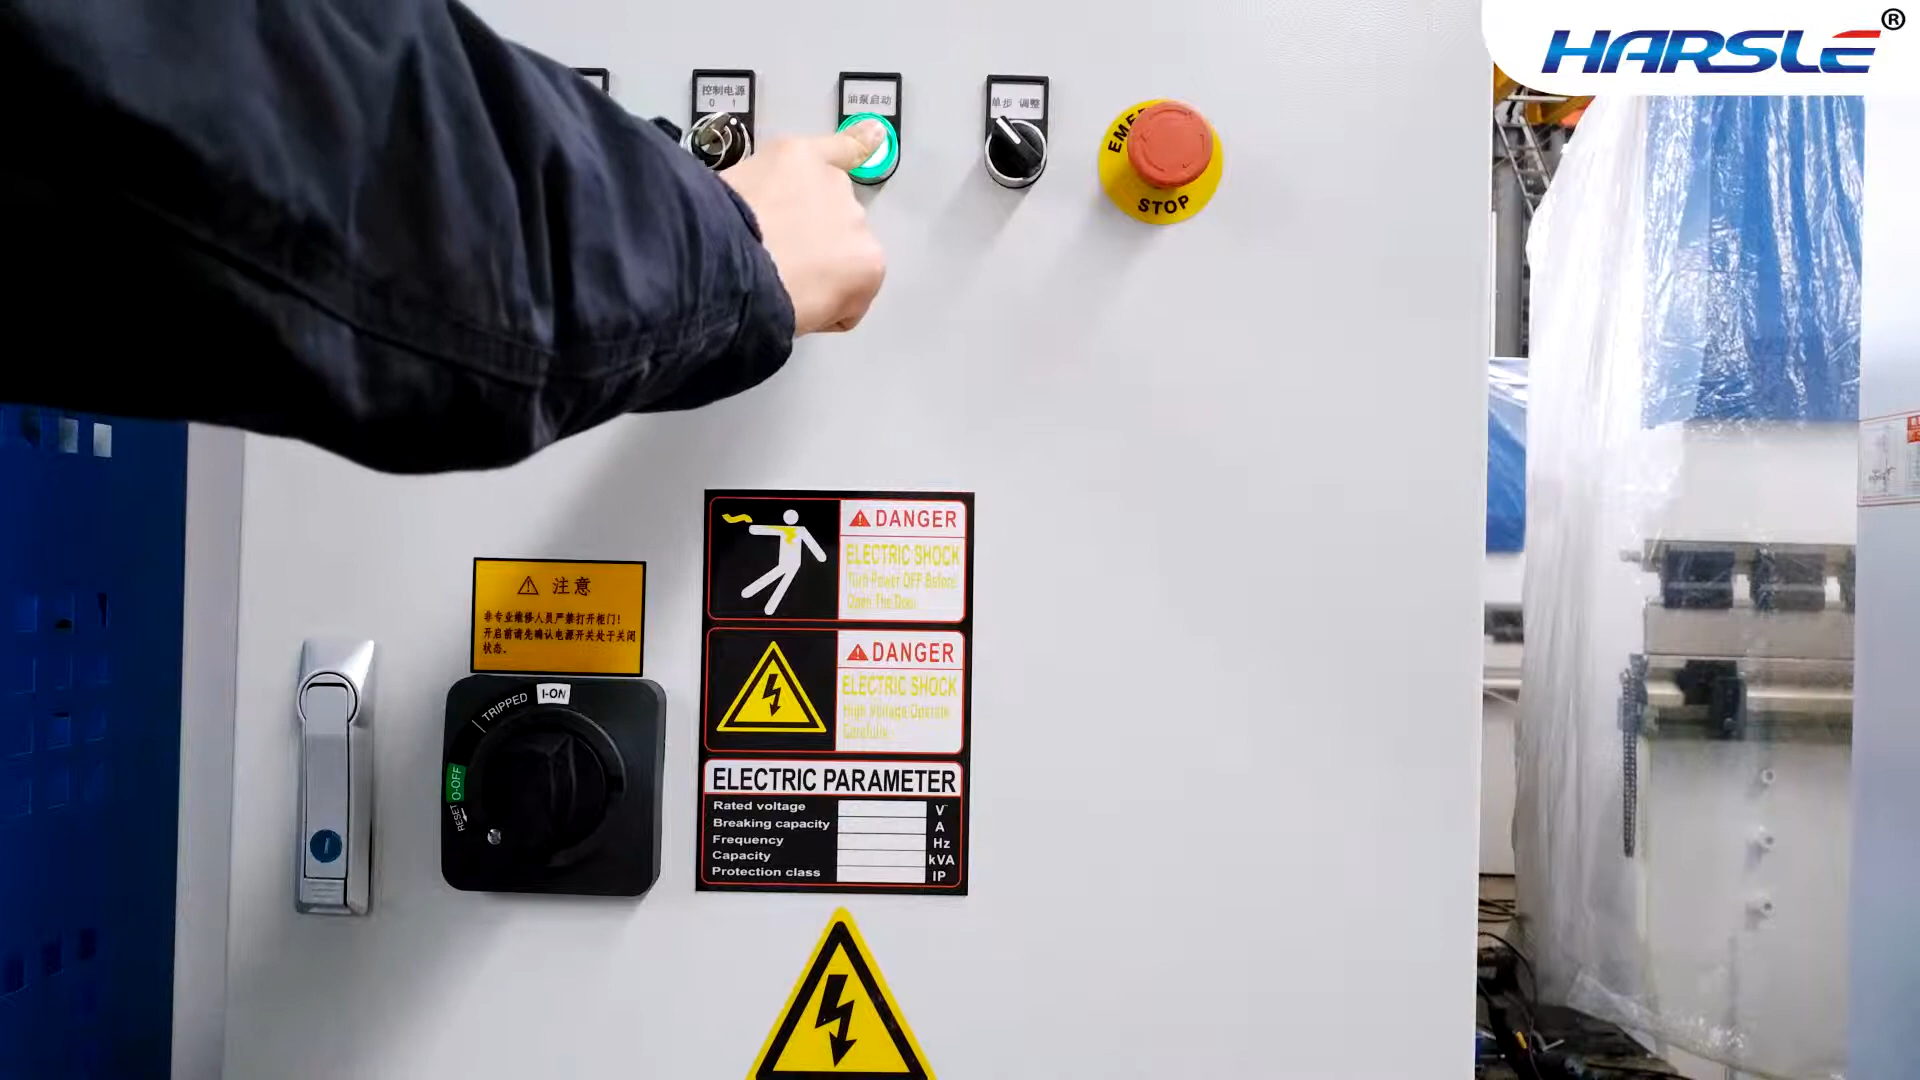 HARSLE®
控制电源
0 1
油泵启动
单步 调整
EME
STOP
DANGER
ELECTRIC SHOCK
Turn Power OFF Before
Open The Door
注意
非专业维修人员严禁打开柜门!
开启前请先确认电源开关处于关闭
状态。
DANGER
ELECTRIC SHOCK
High Voltage Operate
Carefully
TRIPPED
I-ON
O-OFF
RESET
ELECTRIC PARAMETER
Rated voltage V~
Breaking capacity A
Frequency Hz
Capacity kVA
Protection class IP